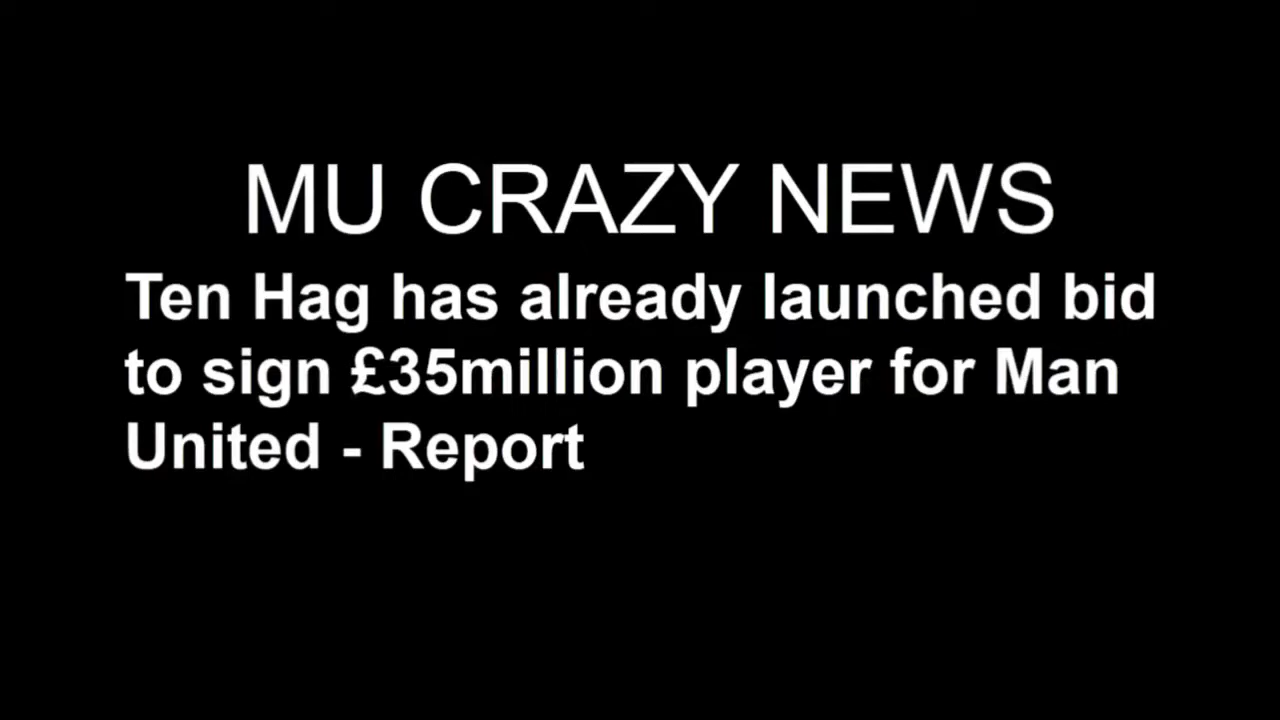 MU CRAZY NEWS
Ten Hag has already launched bid
to sign £35million player for Man
United - Report